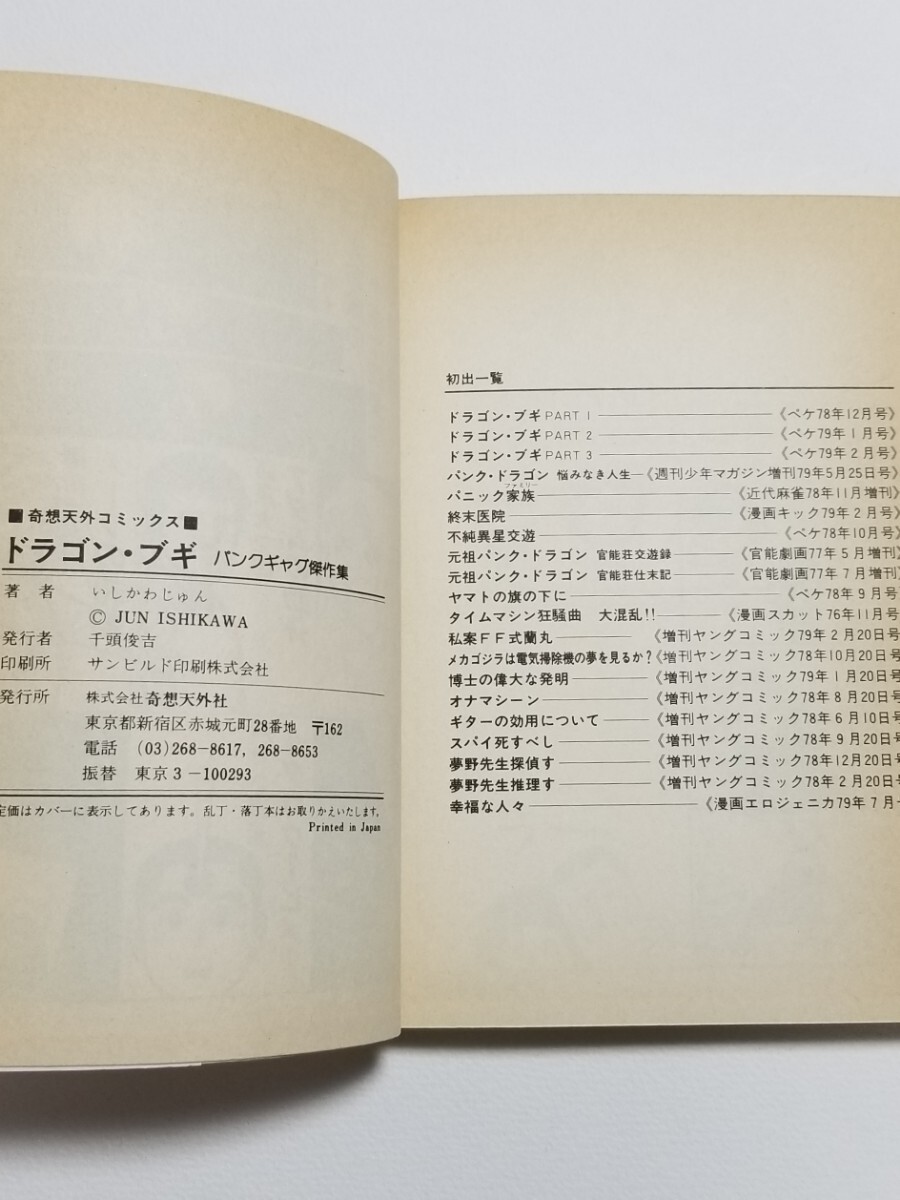 ■奇想天外コミックス■
ドラゴン・ブギ パンクギャグ傑作集
著者 いしかわじゅん
© JUN ISHIKAWA
発行者 千頭俊吉
印刷所 サンビルド印刷株式会社
発行所 株式会社奇想天外社
東京都新宿区赤城元町28番地 〒162
電話 (03)268−8617, 268−8653
振替 東京3−100293
定価はカバーに表示してあります。乱丁・落丁本はお取りかえいたします。
Printed in Japan
初出一覧
ドラゴン・ブギ PART 1 ──《ペケ78年12月号》
ドラゴン・ブギ PART 2 ──《ペケ79年1月号》
ドラゴン・ブギ PART 3 ──《ペケ79年2月号》
パンク・ドラゴン 悩みなき人生──《週刊少年マガジン増刊79年5月25日号》
ファミリー
パニック家族──《近代麻雀78年11月増刊》
終末医院──《漫画キック79年2月号》
不純異星交遊──《ペケ78年10月号》
元祖パンク・ドラゴン 官能荘交遊録──《官能劇画77年5月増刊》
元祖パンク・ドラゴン 官能荘仕末記──《官能劇画77年7月増刊》
ヤマトの旗の下に──《ペケ78年9月号》
タイムマシン狂騒曲 大混乱!!──《漫画スカット76年11月号》
私案FF式蘭丸──《増刊ヤングコミック79年2月20日号》
メカゴジラは電気掃除機の夢を見るか?《増刊ヤングコミック78年10月20日号
博士の偉大な発明──《増刊ヤングコミック79年1月20日号
オナマシーン──《増刊ヤングコミック78年8月20日号
ギターの効用について──《増刊ヤングコミック78年6月10日号
スパイ死すべし──《増刊ヤングコミック78年9月20日号
夢野先生探偵す──《増刊ヤングコミック78年12月20日号
夢野先生推理す──《増刊ヤングコミック78年2月20日号
幸福な人々──《漫画エロジェニカ79年7月